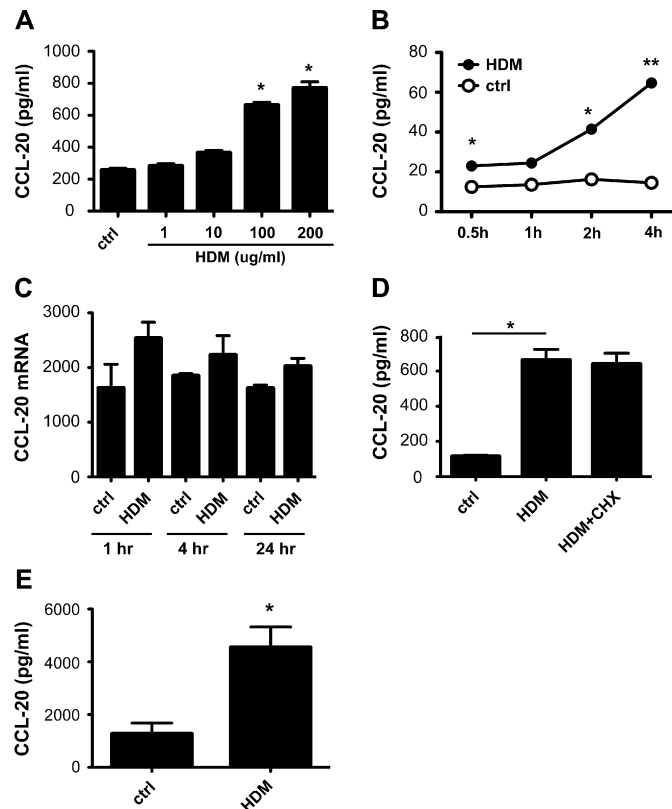 A
CCL-20 (pg/ml)
1000
800
600
400
200
0
*
*
ctrl
1
10
100
200
HDM (ug/ml)
B
CCL-20 (pg/ml)
80
60
40
20
0
HDM
ctrl
*
*
**
0.5h
1h
2h
4h
C
CCL-20 mRNA
3000
2000
1000
0
ctrl
HDM
ctrl
HDM
ctrl
HDM
1 hr
4 hr
24 hr
D
CCL-20 (pg/ml)
800
600
400
200
0
*
ctrl
HDM
HDM+CHX
E
CCL-20 (pg/ml)
6000
4000
2000
0
*
ctrl
HDM